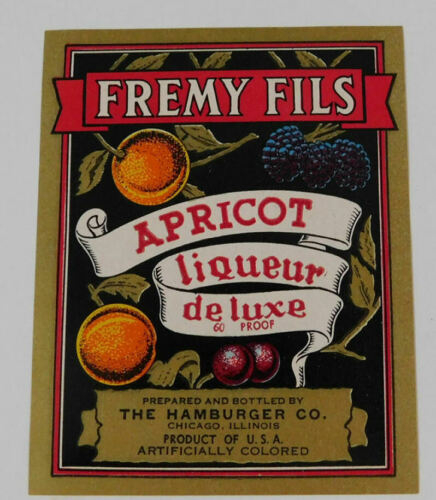 FREMY FILS
APRICOT
liqueur
de luxe
60 PROOF
PREPARED AND BOTTLED BY
THE HAMBURGER CO.
CHICAGO, ILLINOIS
PRODUCT OF U.S.A.
ARTIFICIALLY COLORED